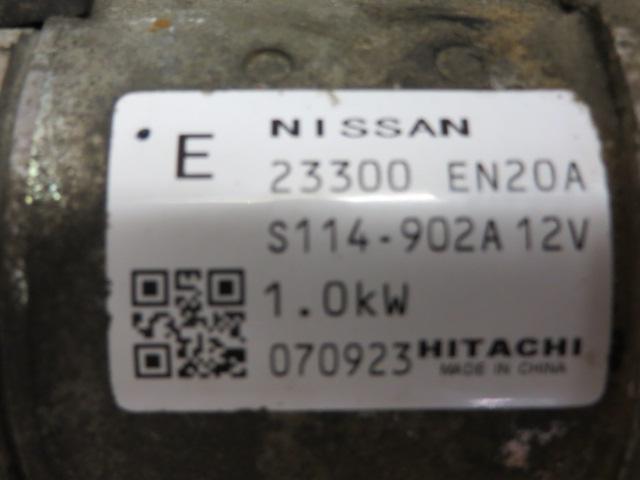 E
NISSAN
23300 EN20A
S114-902A 12V
1.0kW
070923 HITACHI
MADE IN CHINA